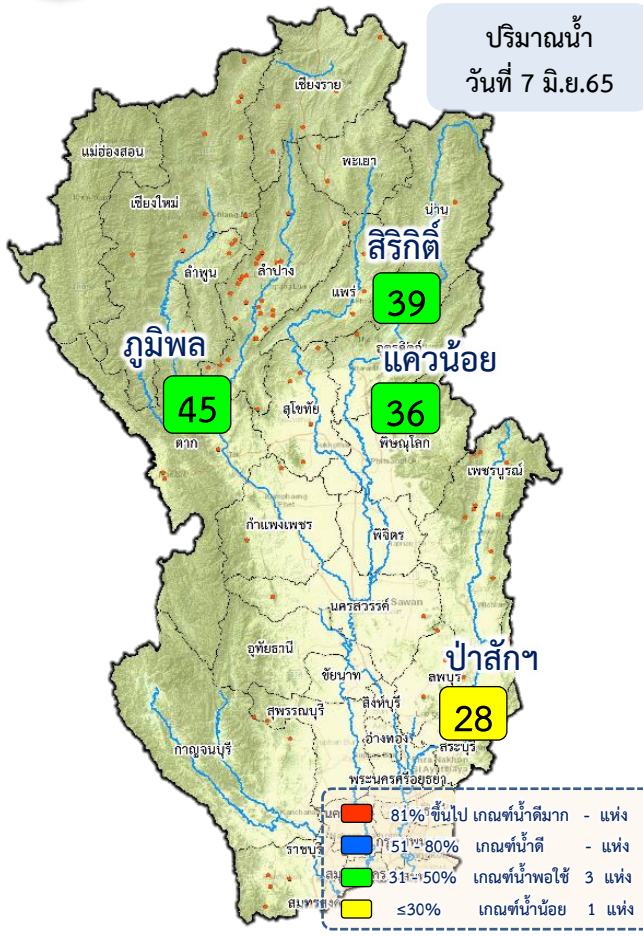 ปริมาณน้ำ
วันที่ 7 มิ.ย.65
เชียงราย
แม่ฮ่องสอน
พะเยา
เชียงใหม่
น่าน
สิริกิติ์
ลำพูน
ลำปาง
แพร่
39
ภูมิพล
แควน้อย
45
36
สุโขทัย
ตาก
พิษณุโลก
เพชรบูรณ์
กำแพงเพชร
พิจิตร
นครสวรรค์
อุทัยธานี
ป่าสักฯ
ชัยนาท
ลพบุรี
สิงห์บุรี
สุพรรณบุรี
28
อ่างทอง
สระบุรี
กาญจนบุรี
พระนครศรีอยุธยา
81% ขึ้นไป เกณฑ์น้ำดีมาก - แห่ง
51 - 80% เกณฑ์น้ำดี - แห่ง
ราชบุรี
31 - 50% เกณฑ์น้ำพอใช้ 3 แห่ง
≤30% เกณฑ์น้ำน้อย 1 แห่ง